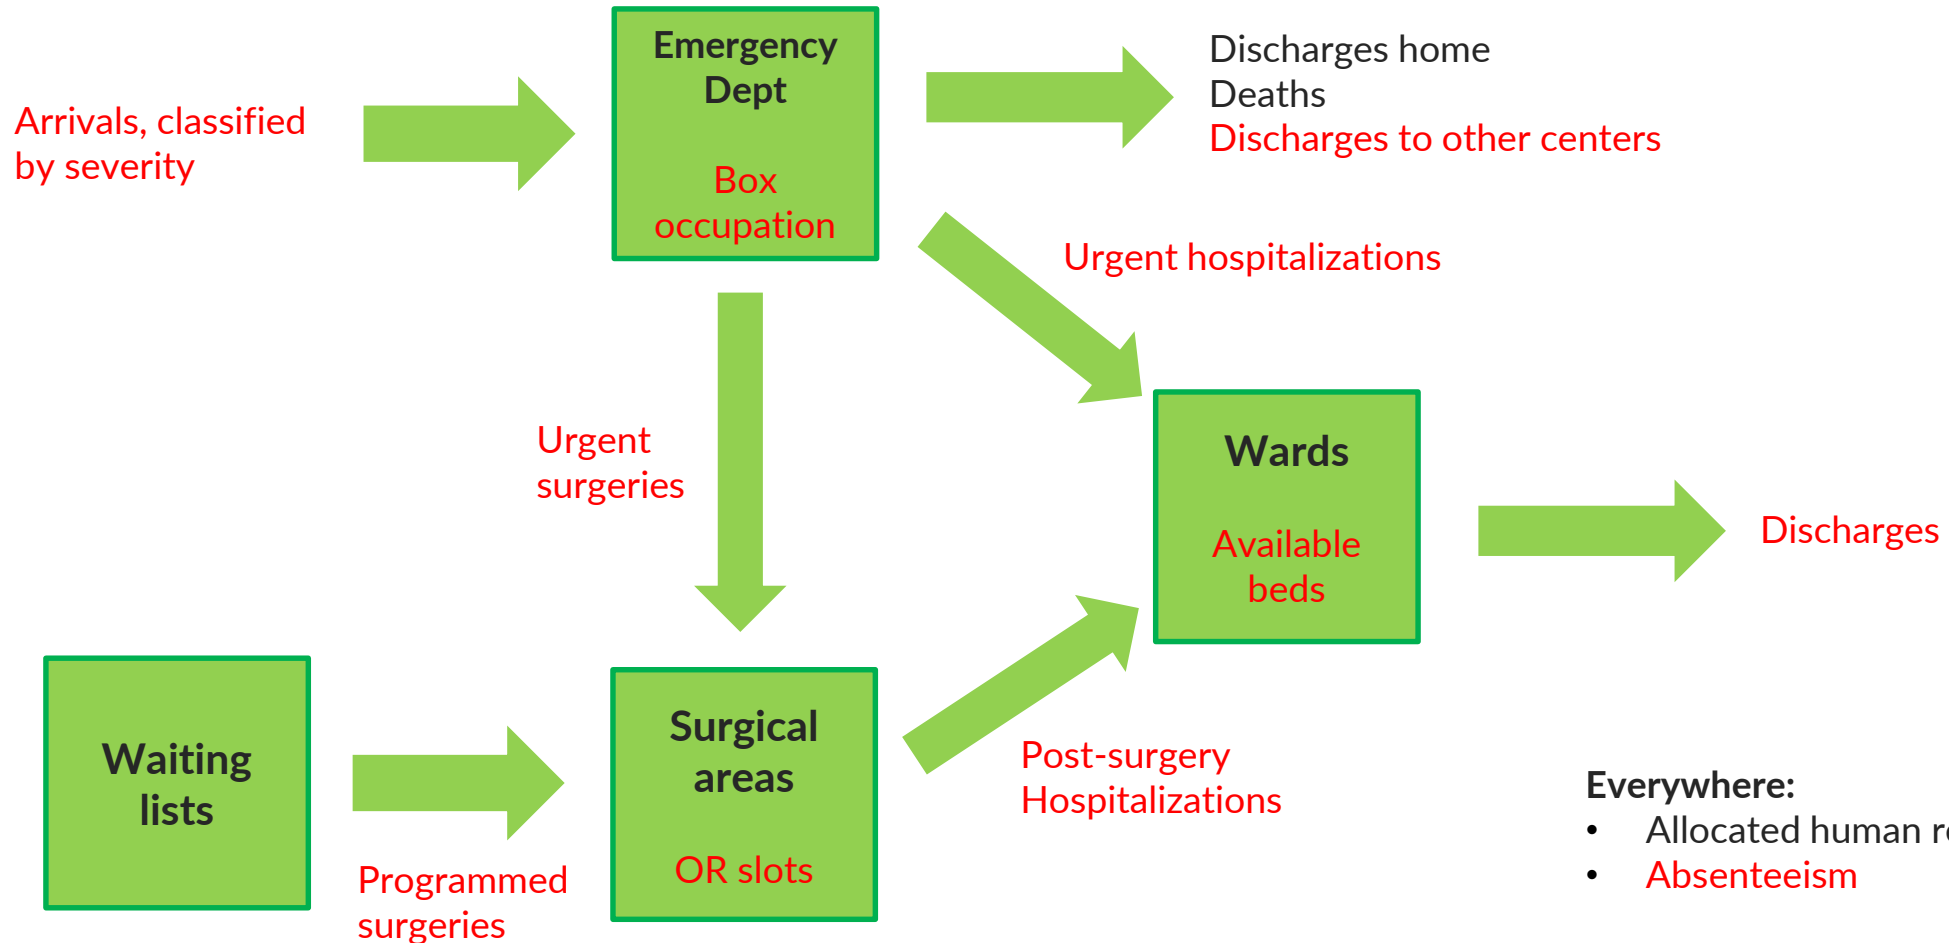 Arrivals, classified
by severity
Emergency
Dept
Box
occupation
Discharges home
Deaths
Discharges to other centers
Urgent hospitalizations
Urgent
surgeries
Wards
Available
beds
Discharges
Waiting
lists
Programmed
surgeries
Surgical
areas
OR slots
Post-surgery
Hospitalizations
Everywhere:
• Allocated human
• Absenteeism